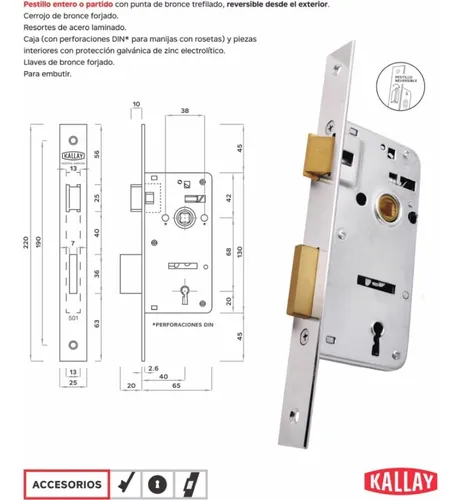 Pestillo entero o partido con punta de bronce trefilado, reversible desde el exterior.
Cerrojo de bronce forjado.
Resortes de acero laminado.
Caja (con perforaciones DIN* para manijas con rosetas) y piezas
interiores con protección galvánica de zinc electrolítico.
Llaves de bronce forjado.
Para embutir.
PESTILLO
REVERSIBLE
10
38
KALLAY
13
56
45
25
42
220
190
40
7
68
130
36
20
501
63
*PERFORACIONES DIN
45
2.6
13
40
25
20
65
ACCESORIOS
KALLAY